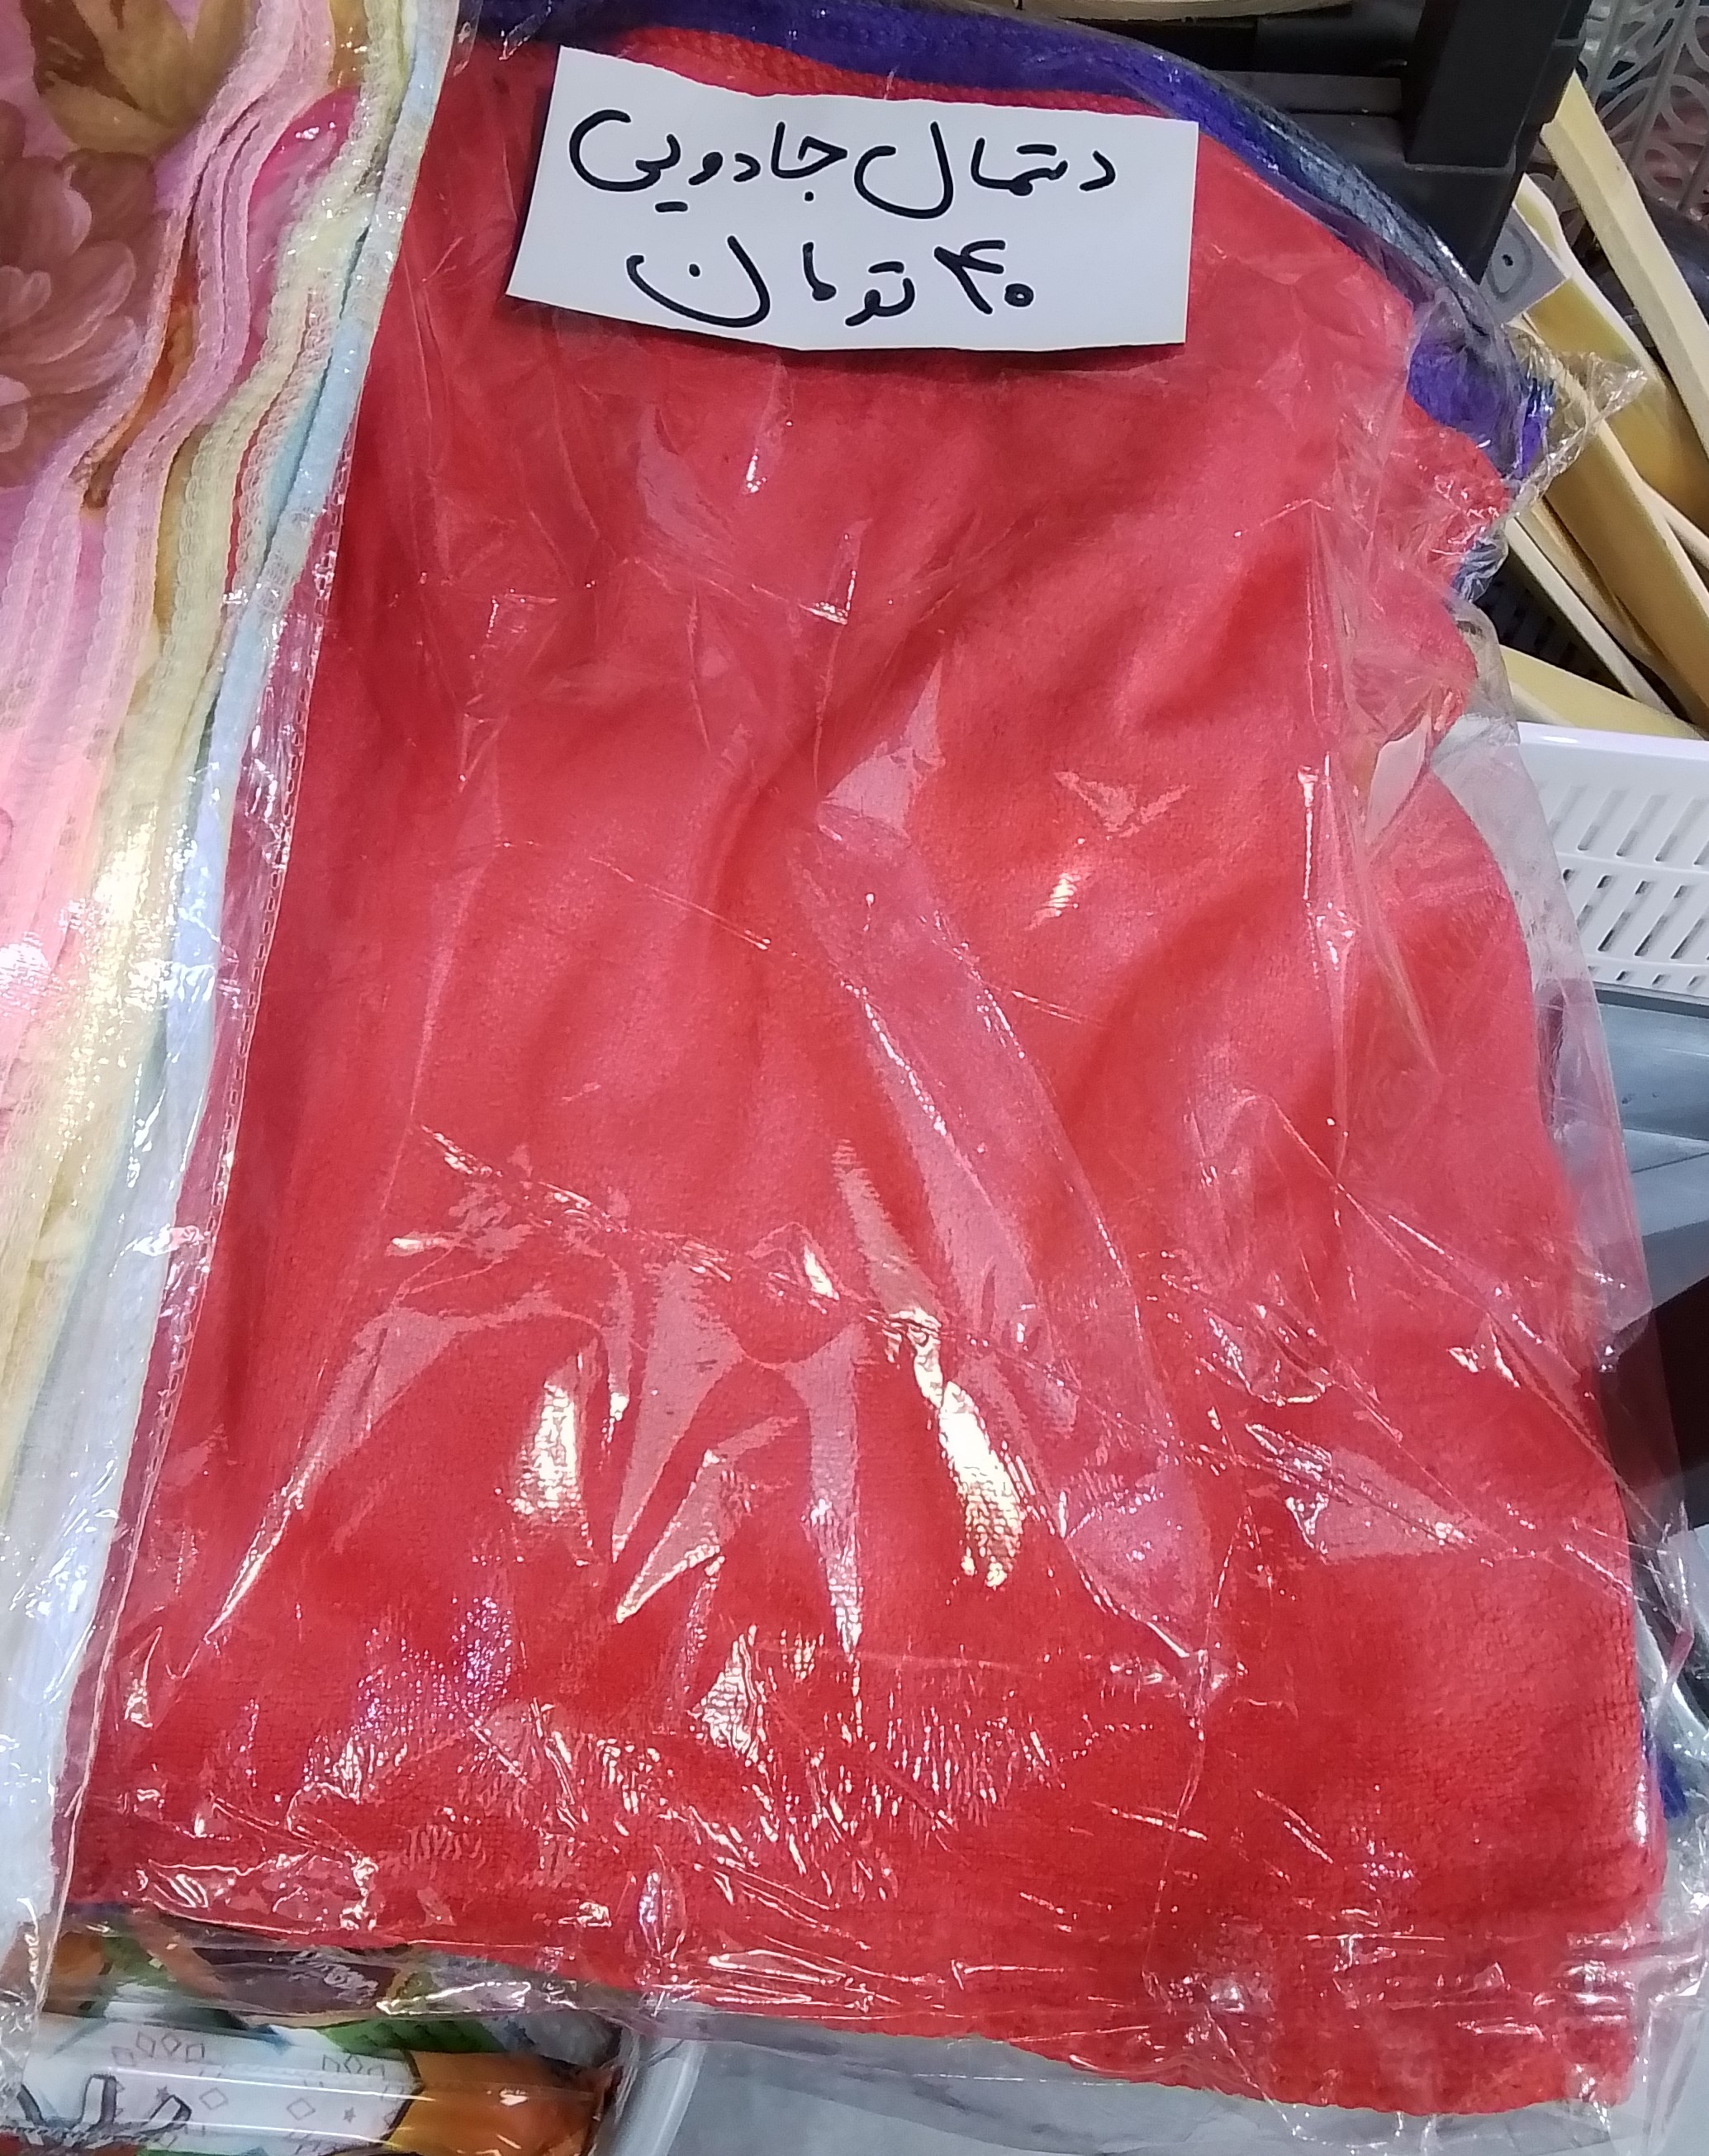 دستمال جادویی
۴۰ تومان